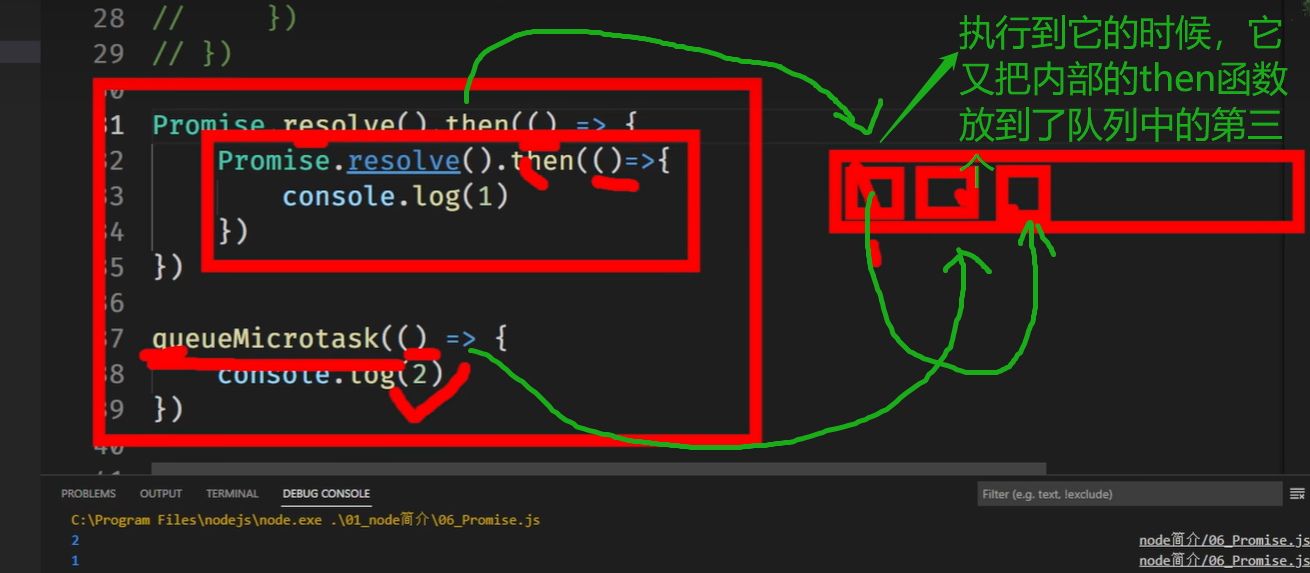 28 //      })
29 // })
执行到它的时候，它
又把内部的then函数
放到了队列中的第三
31 Promise.resolve().then(() => {
32     Promise.resolve().then(()=>{
33         console.log(1)
34     })
35 })
36
37 queueMicrotask(() => {
38     console.log(2)
39 })
40
41
PROBLEMS OUTPUT TERMINAL DEBUG CONSOLE
Filter (e.g. text, !exclude)
C:\Program Files\nodejs\node.exe .\01_node简介\06_Promise.js
2 node简介/06_Promise.js
1 node简介/06_Promise.js